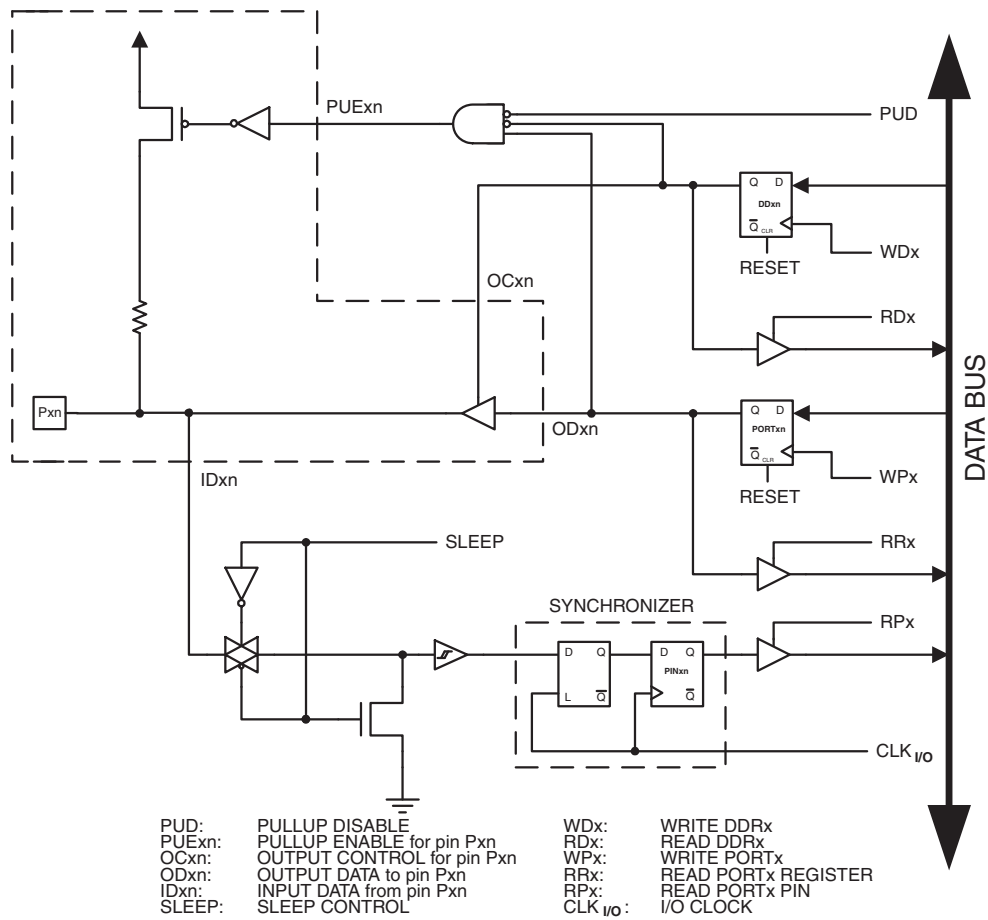 PUExn
PUD
Q D
DDxn
Q CLR
WDx
RESET
OCxn
RDx
Pxn
ODxn
Q D
PORTxn
Q CLR
WPx
RESET
IDxn
SLEEP
RRx
SYNCHRONIZER
RPx
D Q
L Q
D Q
PINxn
Q
CLK I/O
DATA BUS
PUD: PULLUP DISABLE
PUExn: PULLUP ENABLE for pin Pxn
OCxn: OUTPUT CONTROL for pin Pxn
ODxn: OUTPUT DATA to pin Pxn
IDxn: INPUT DATA from pin Pxn
SLEEP: SLEEP CONTROL
WDx: WRITE DDRx
RDx: READ DDRx
WPx: WRITE PORTx
RRx: READ PORTx REGISTER
RPx: READ PORTx PIN
CLK I/O : I/O CLOCK